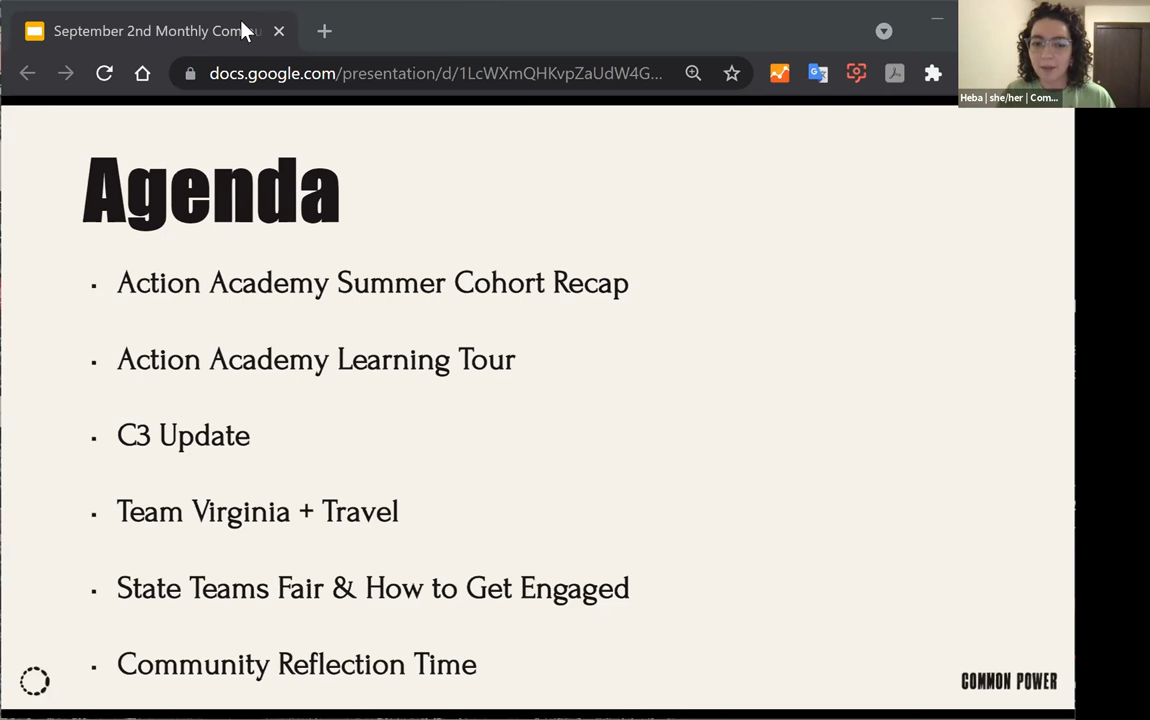 September 2nd Monthly Com
docs.google.com/presentation/d/1LcWXmQHKvpZaUdW4G...
Heba | she/her | Com...
Agenda
▪ Action Academy Summer Cohort Recap
▪ Action Academy Learning Tour
▪ C3 Update
▪ Team Virginia + Travel
▪ State Teams Fair & How to Get Engaged
▪ Community Reflection Time
COMMON POWER